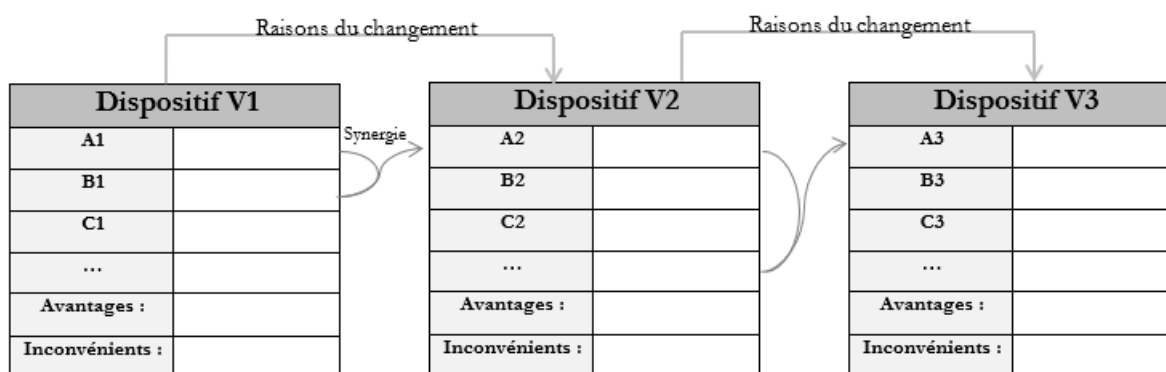 Raisons du changement
Raisons du changement
Dispositif V1
Dispositif V2
Dispositif V3
A1
Synergie
A2
A3
B1
B2
B3
C1
C2
C3
...
...
...
Avantages :
Avantages :
Avantages :
Inconvénients :
Inconvénients :
Inconvénients :